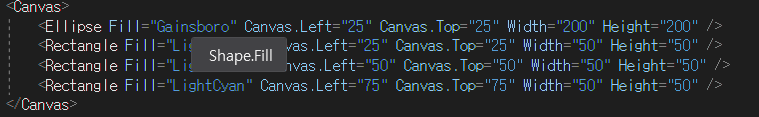 <Canvas>
<Ellipse Fill="Gainsboro" Canvas.Left="25" Canvas.Top="25" Width="200" Height="200" />
<Rectangle Fill="Li Canvas.Left="25" Canvas.Top="25" Width="50" Height="50" />
Shape.Fill
<Rectangle Fill="Li Canvas.Left="50" Canvas.Top="50" Width="50" Height="50" />
<Rectangle Fill="LightCyan" Canvas.Left="75" Canvas.Top="75" Width="50" Height="50" />
</Canvas>